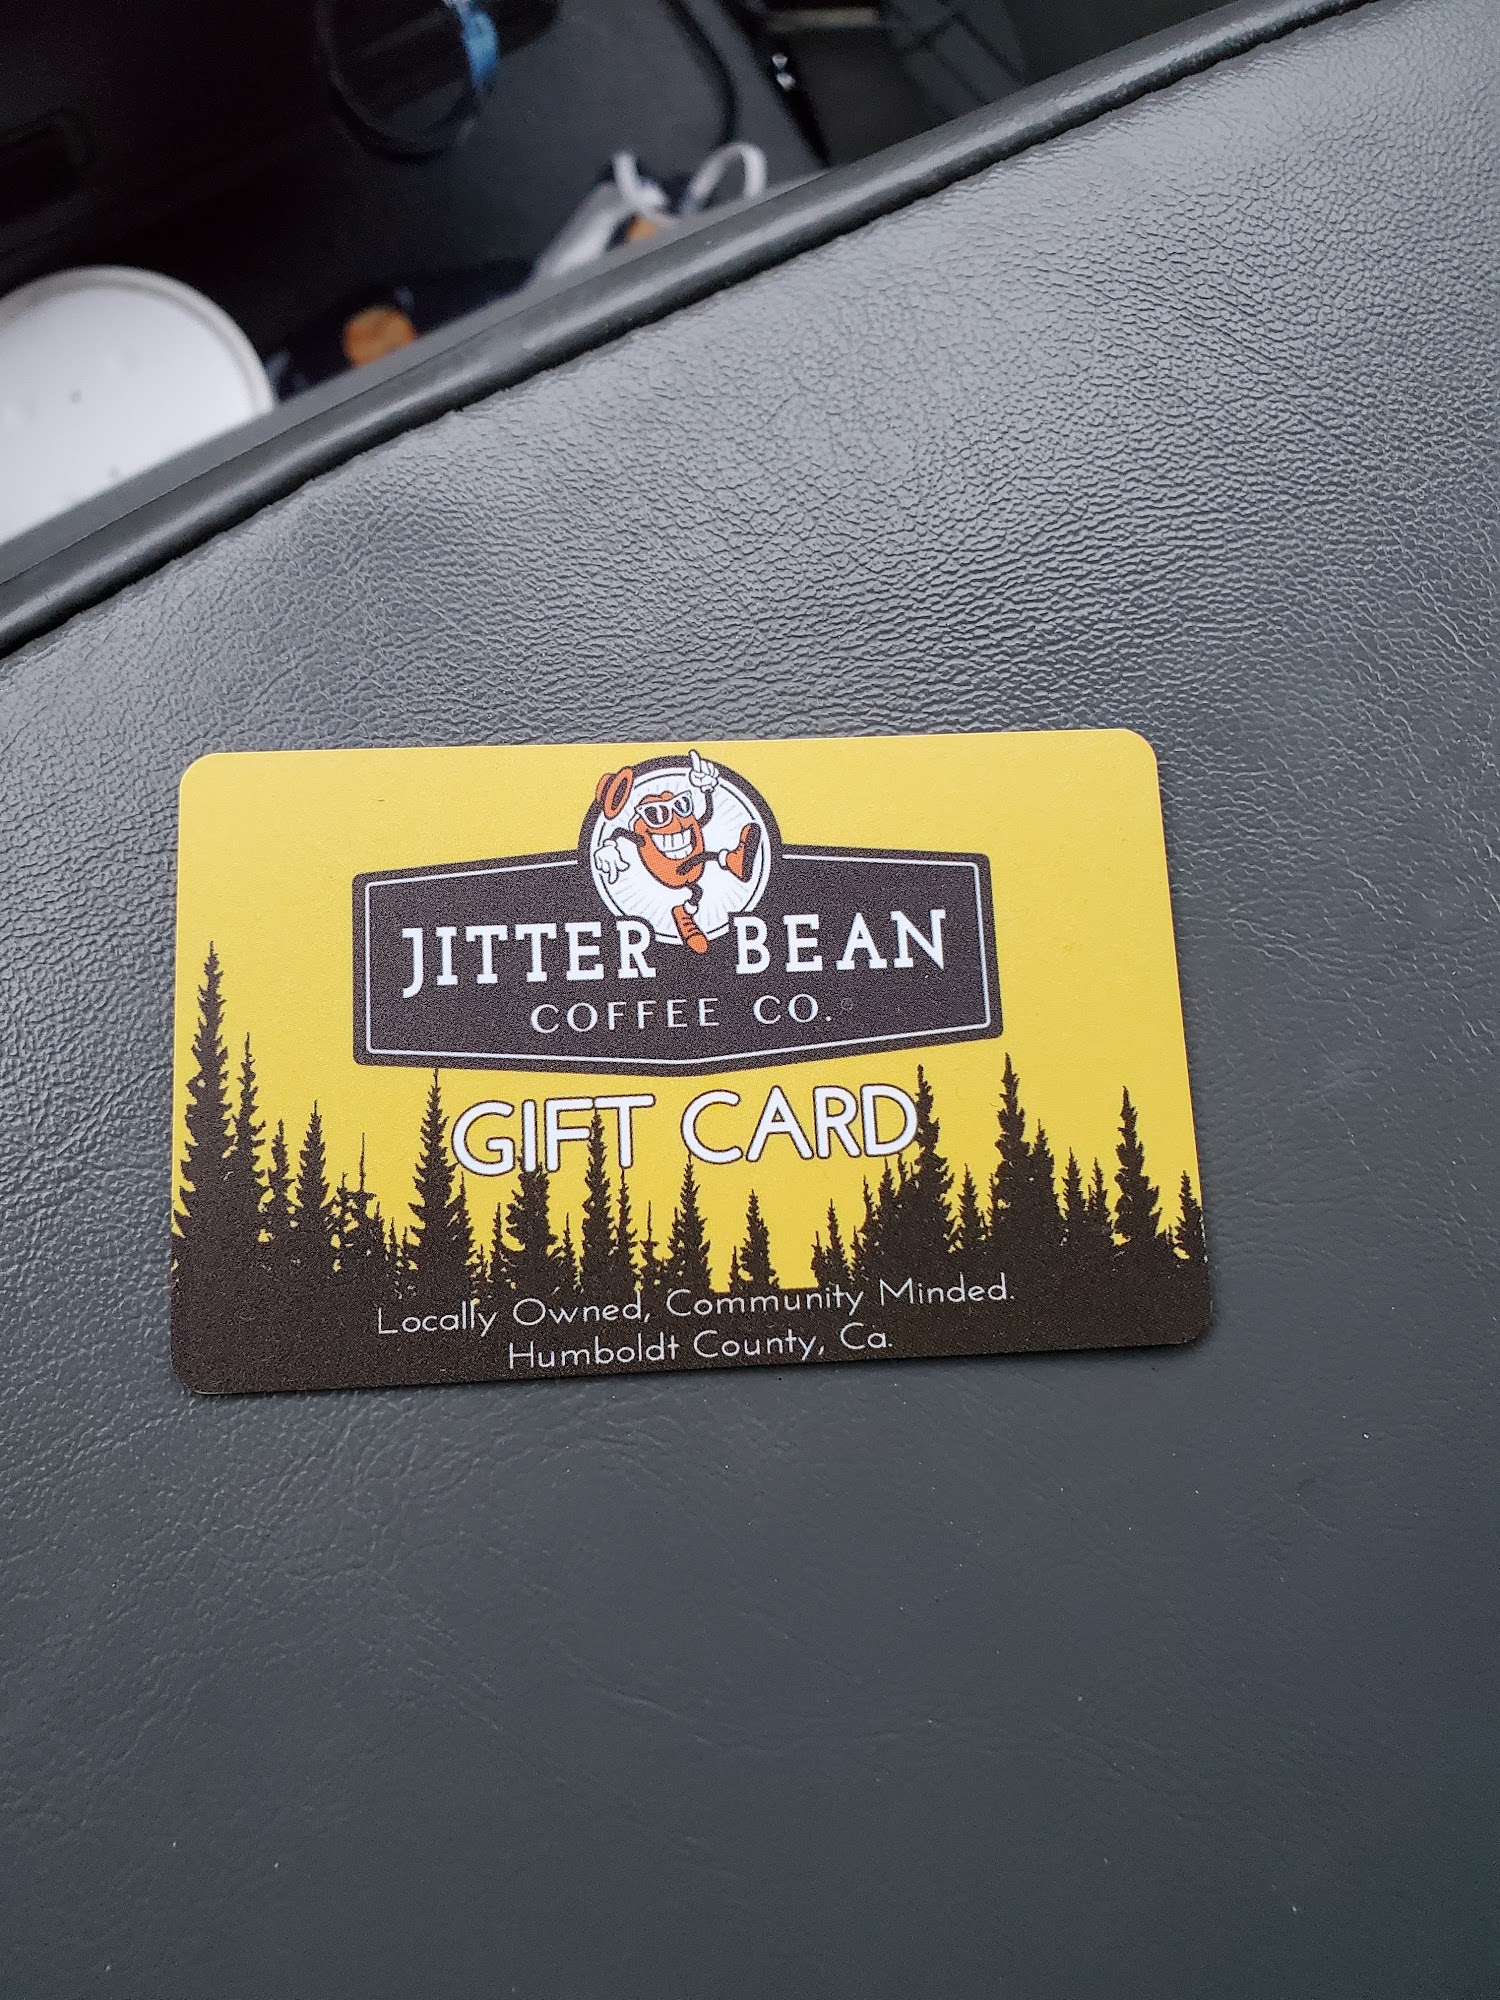 JITTER BEAN
COFFEE CO.
GIFT CARD
Locally Owned, Community Minded.
Humboldt County, Ca.